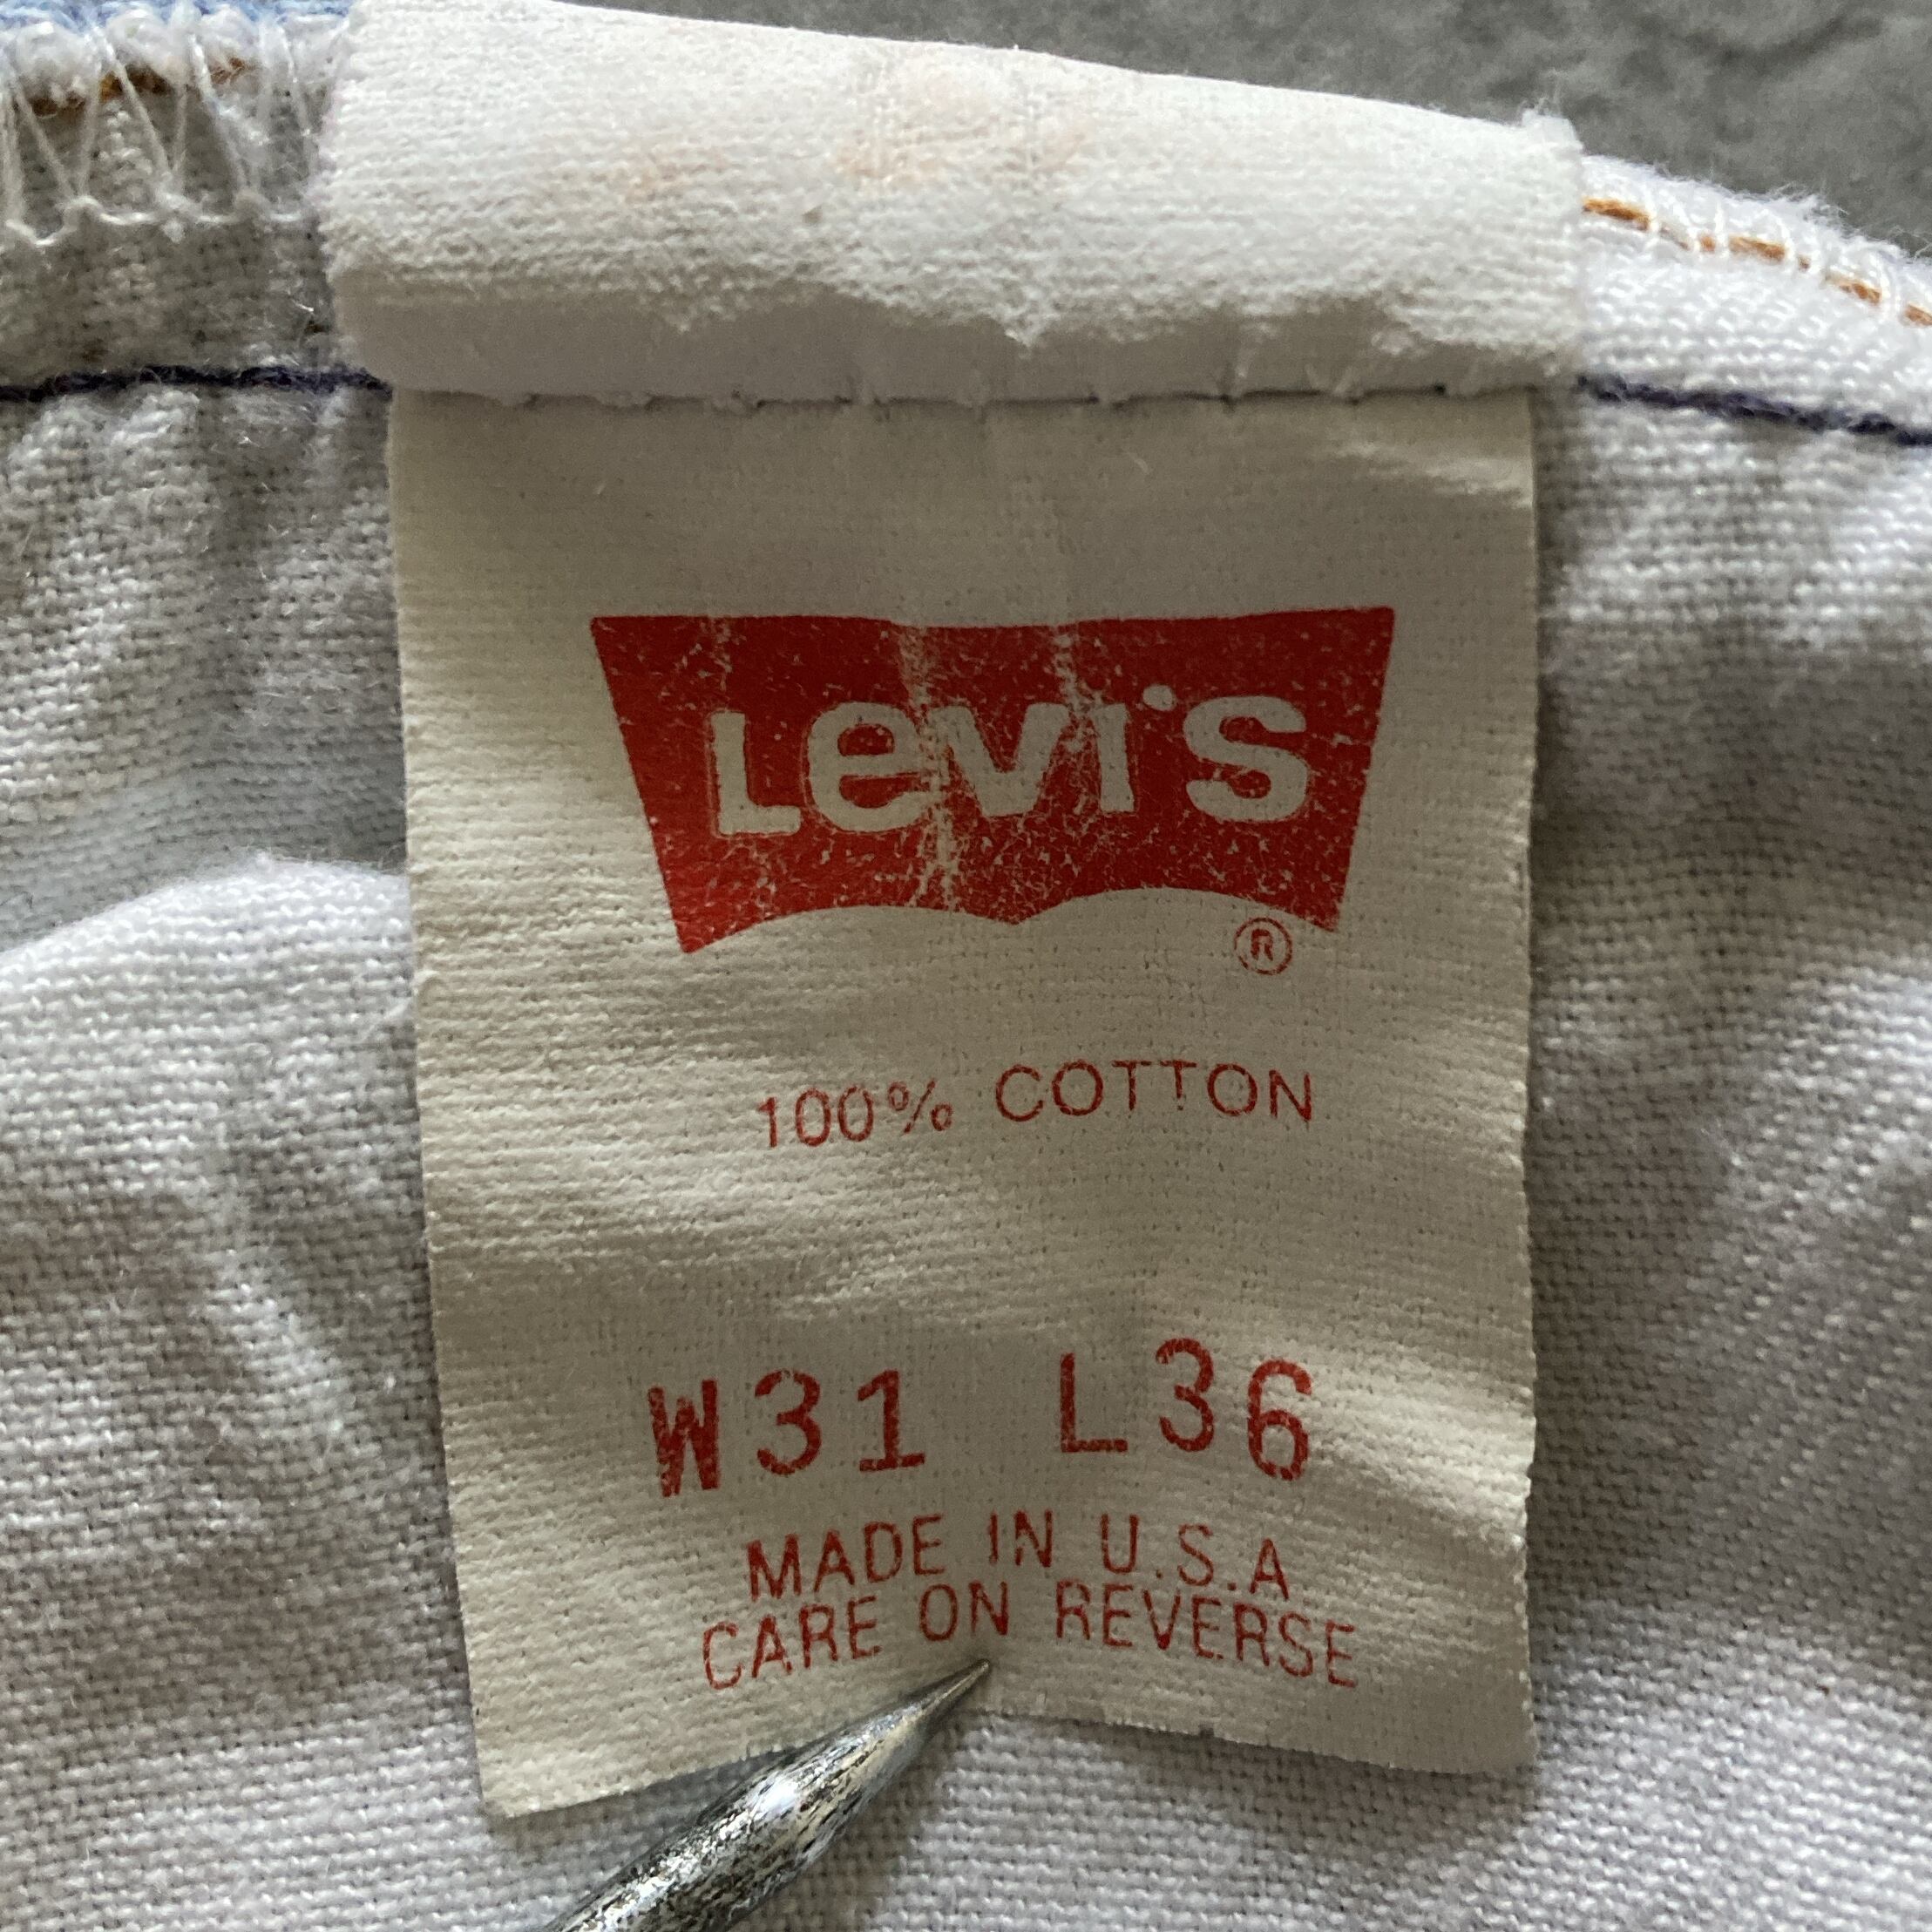 Levi's
®
100% COTTON
W31 L36
MADE IN U.S.A
CARE ON REVERSE